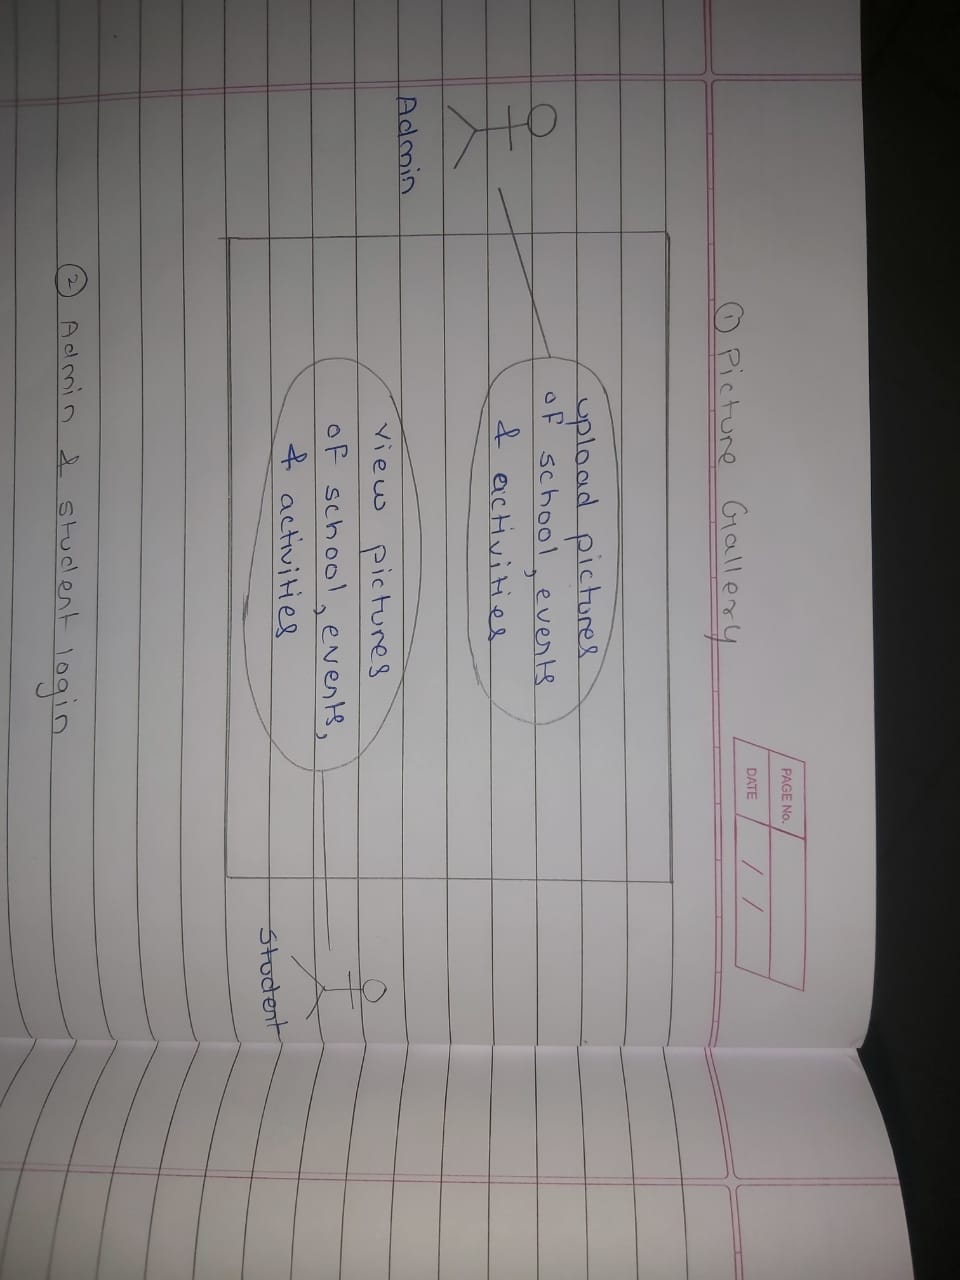 PAGE No.
DATE / /
① Picture Gallery
Admin
upload pictures
of school, events
& activities
view pictures
of school, events,
& activities
Student
② Admin & student login